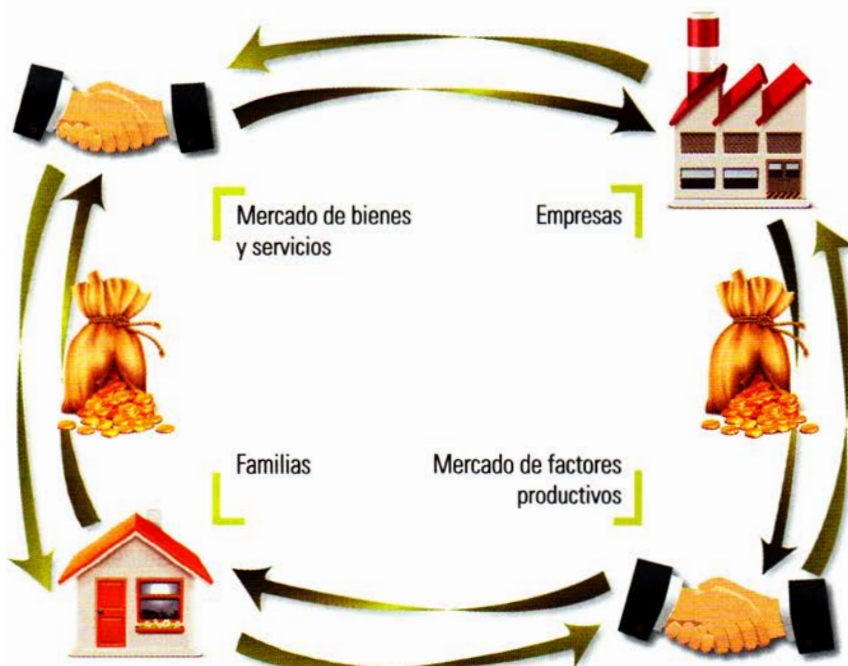 Mercado de bienes
y servicios
Empresas
Familias
Mercado de factores
productivos